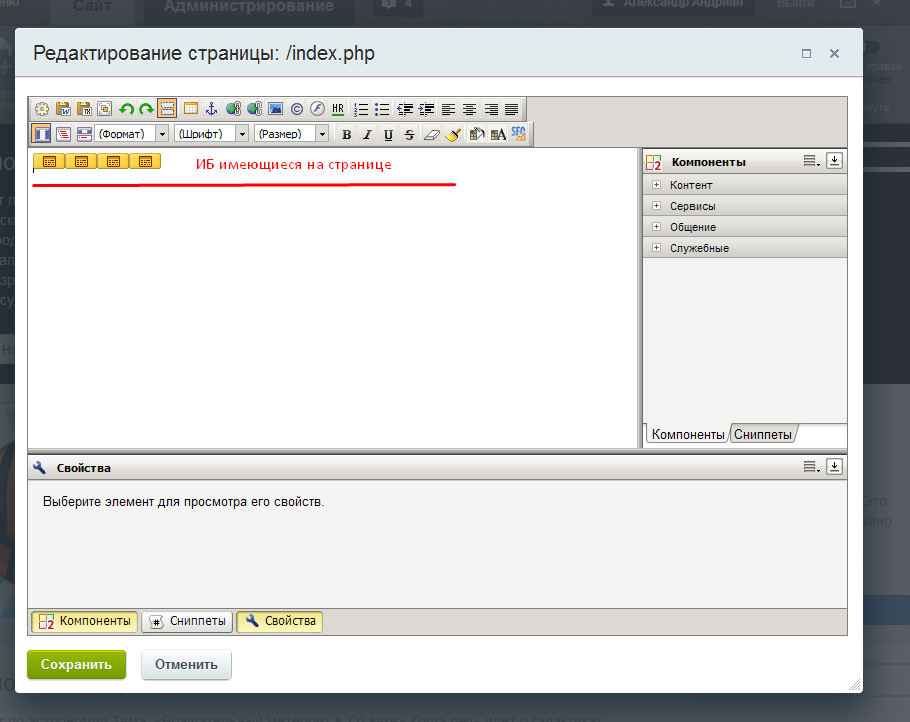 Сайт
Администрирование
4
Александр Андриан
Выйти
Редактирование страницы: /index.php
HR
(Формат)
(Шрифт)
(Размер)
B I U S
ИБ имеющиеся на странице
Компоненты
Контент
Сервисы
Общение
Служебные
Компоненты
Сниппеты
Свойства
Выберите элемент для просмотра его свойств.
Компоненты
Сниппеты
Свойства
Сохранить
Отменить